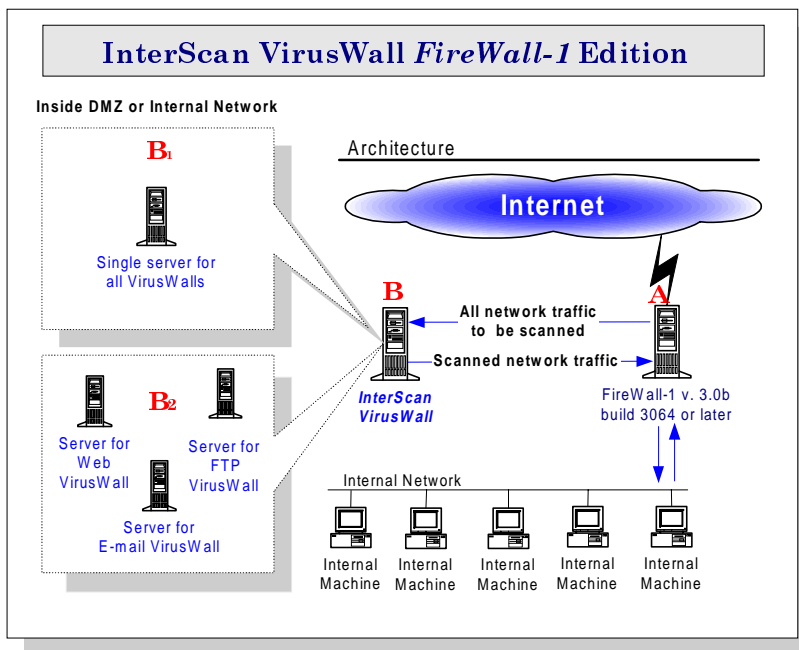 InterScan VirusWall FireWall-1 Edition
Inside DMZ or Internal Network
B1
Single server for
all VirusWalls
B2
Server for
Web
VirusWall
Server for
FTP
VirusWall
Server for
E-mail VirusWall
Architecture
Internet
B
A
All network traffic
to be scanned
Scanned network traffic
InterScan
VirusWall
FireWall-1 v. 3.0b
build 3064 or later
Internal Network
Internal
Machine
Internal
Machine
Internal
Machine
Internal
Machine
Internal
Machine